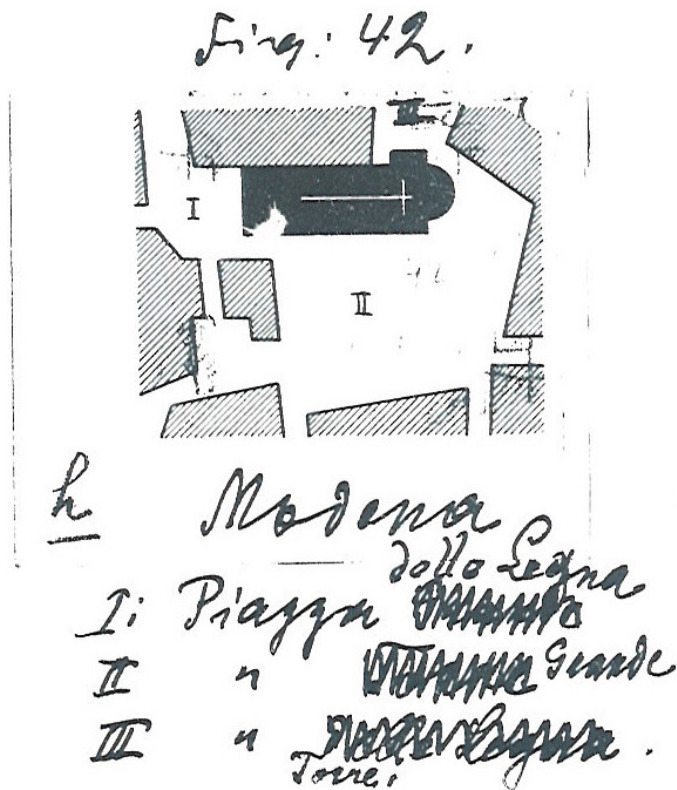 Fig: 42.
III
I
II
h Modena
I: Piazza della Legna
II " Grande
III " Torre.